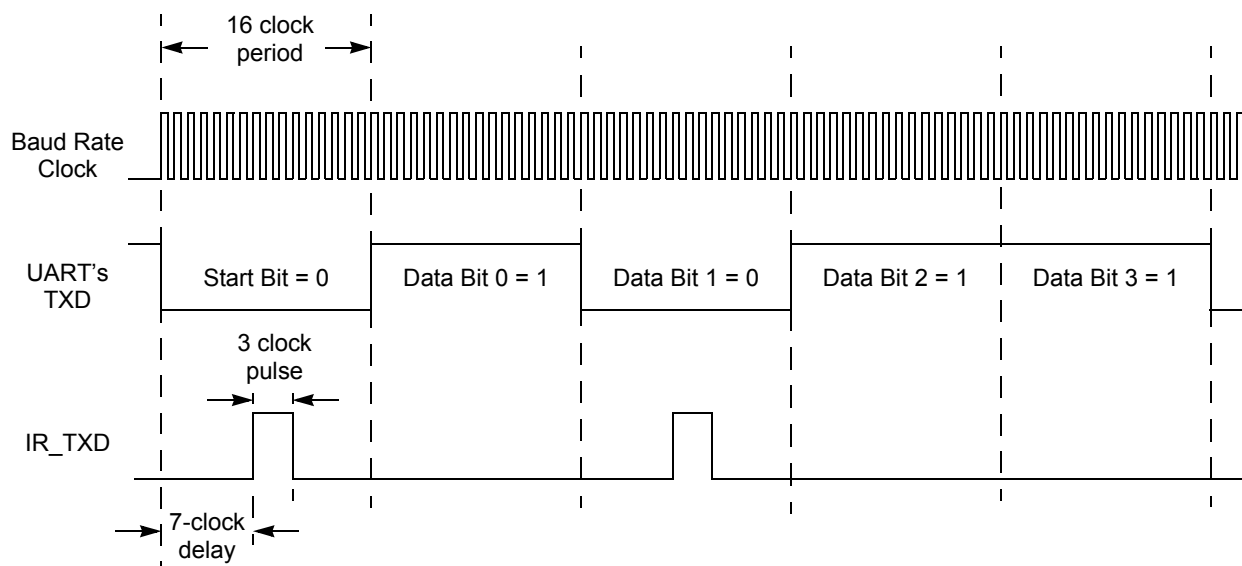 16 clock
period
Baud Rate
Clock
UART's
TXD
Start Bit = 0
Data Bit 0 = 1
Data Bit 1 = 0
Data Bit 2 = 1
Data Bit 3 = 1
3 clock
pulse
IR_TXD
7-clock
delay